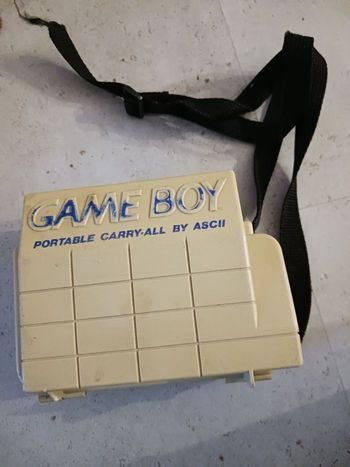 GAME BOY
PORTABLE CARRY-ALL BY ASCII